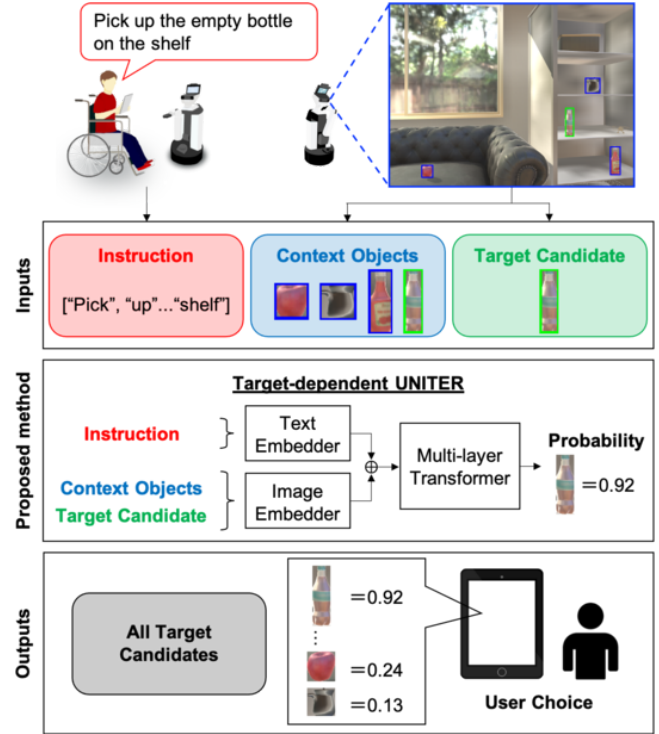 Pick up the empty bottle
on the shelf
Inputs
Instruction
["Pick", "up"..."shelf"]
Context Objects
Target Candidate
Proposed method
Target-dependent UNITER
Instruction
Context Objects
Target Candidate
Text
Embedder
Image
Embedder
Multi-layer
Transformer
Probability
=0.92
Outputs
All Target
Candidates
=0.92
=0.24
=0.13
User Choice